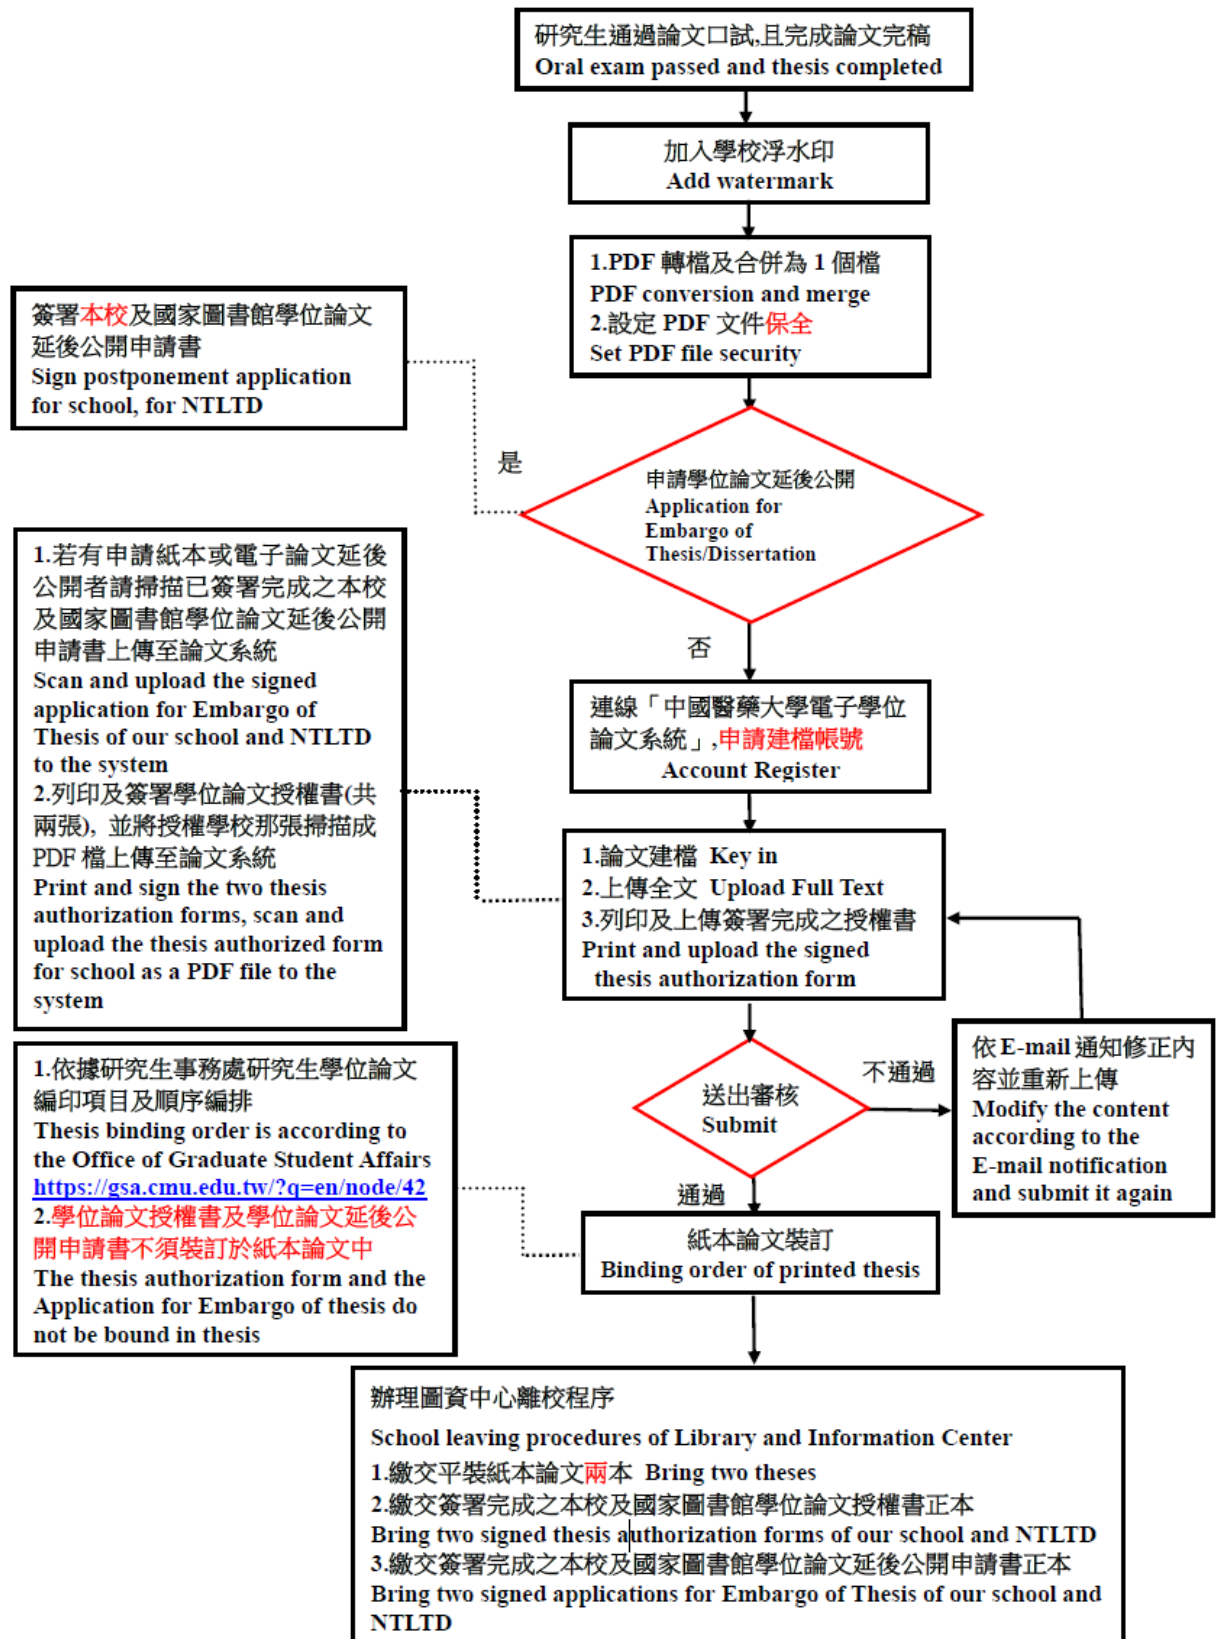 研究生通過論文口試,且完成論文完稿
Oral exam passed and thesis completed
加入學校浮水印
Add watermark
1.PDF 轉檔及合併為 1 個檔
PDF conversion and merge
2.設定 PDF 文件保全
Set PDF file security
簽署本校及國家圖書館學位論文
延後公開申請書
Sign postponement application
for school, for NTLTD
是
申請學位論文延後公開
Application for
Embargo of
Thesis/Dissertation
否
1.若有申請紙本或電子論文延後
公開者請掃描已簽署完成之本校
及國家圖書館學位論文延後公開
申請書上傳至論文系統
Scan and upload the signed
application for Embargo of
Thesis of our school and NTLTD
to the system
2.列印及簽署學位論文授權書(共
兩張), 並將授權學校那張掃描成
PDF 檔上傳至論文系統
Print and sign the two thesis
authorization forms, scan and
upload the thesis authorized form
for school as a PDF file to the
system
連線「中國醫藥大學電子學位
論文系統」,申請建檔帳號
Account Register
1.論文建檔 Key in
2.上傳全文 Upload Full Text
3.列印及上傳簽署完成之授權書
Print and upload the signed
thesis authorization form
送出審核
Submit
不通過
依 E-mail 通知修正內
容並重新上傳
Modify the content
according to the
E-mail notification
and submit it again
通過
1.依據研究生事務處研究生學位論文
編印項目及順序編排
Thesis binding order is according to
the Office of Graduate Student Affairs
https://gsa.cmu.edu.tw/?q=en/node/42
2.學位論文授權書及學位論文延後公
開申請書不須裝訂於紙本論文中
The thesis authorization form and the
Application for Embargo of thesis do
not be bound in thesis
紙本論文裝訂
Binding order of printed thesis
辦理圖資中心離校程序
School leaving procedures of Library and Information Center
1.繳交平裝紙本論文兩本 Bring two theses
2.繳交簽署完成之本校及國家圖書館學位論文授權書正本
Bring two signed thesis authorization forms of our school and NTLTD
3.繳交簽署完成之本校及國家圖書館學位論文延後公開申請書正本
Bring two signed applications for Embargo of Thesis of our school and
NTLTD